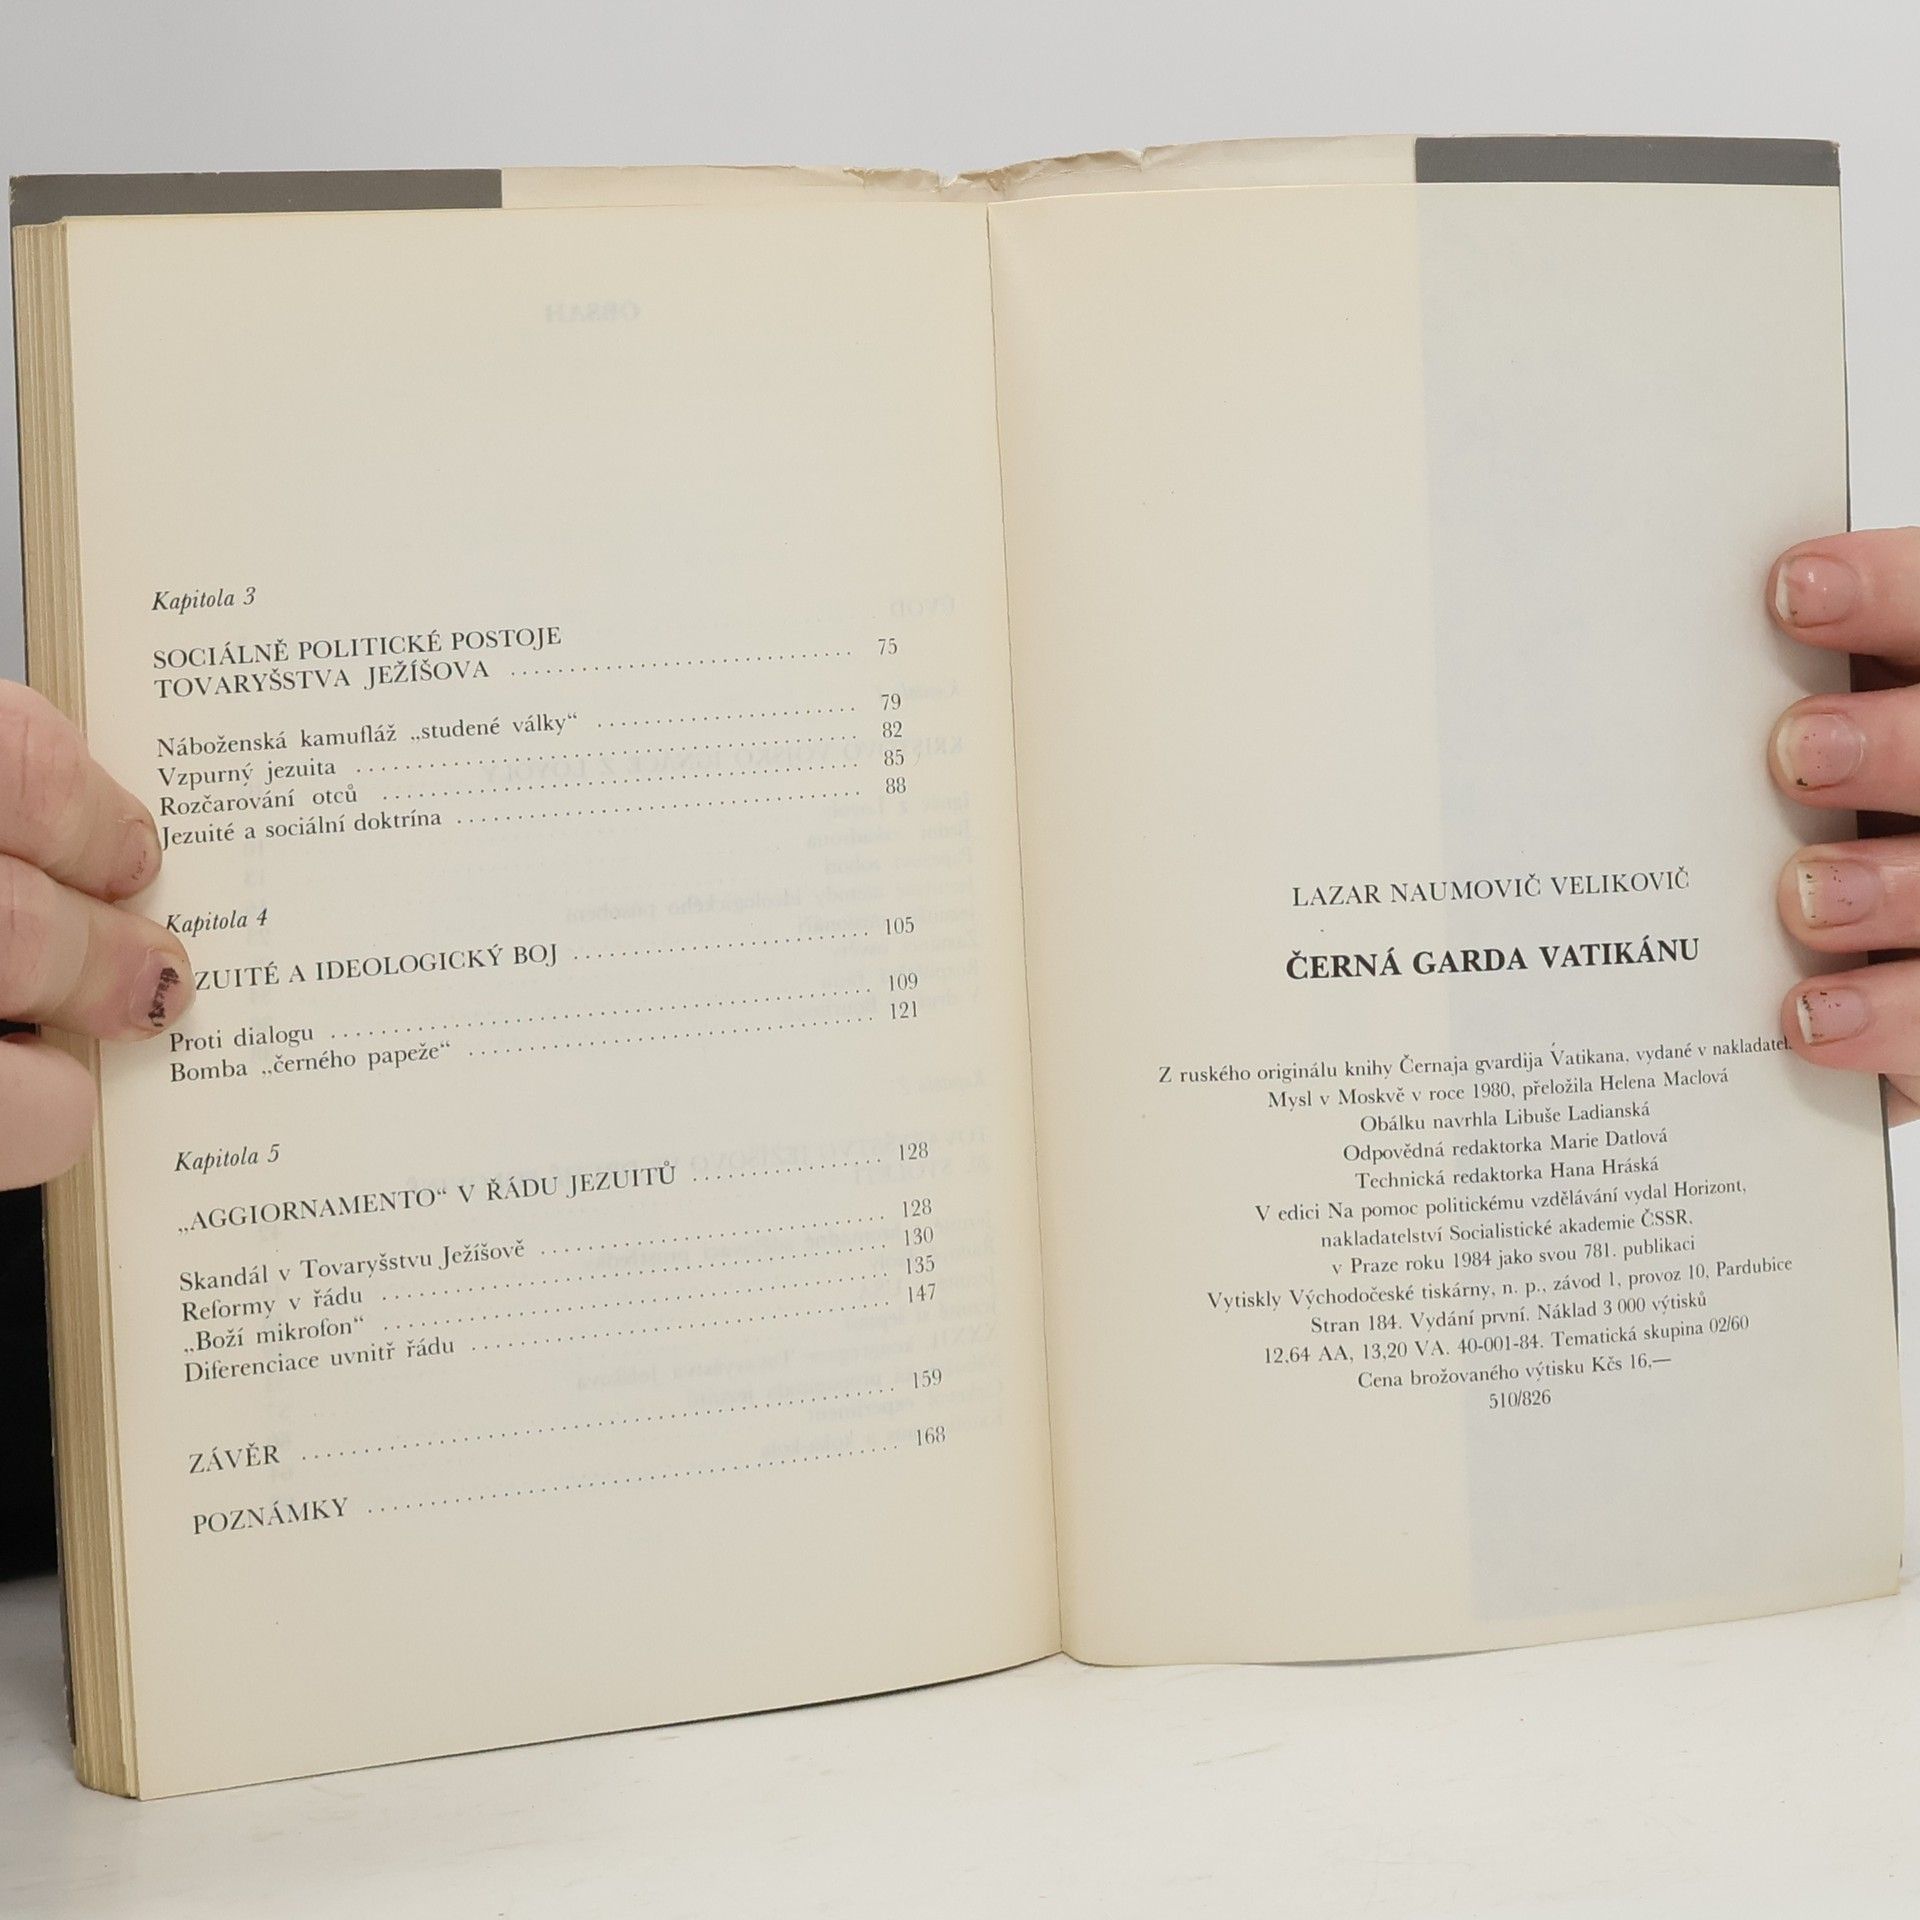 Kapitola 3
SOCIÁLNĚ POLITICKÉ POSTOJE
TOVARYŠSTVA JEŽÍŠOVA .............................. 75
Náboženská kamufláž „studené války“ ........................ 79
Vzpurný jezuita ................................................ 82
Rozčarování otců ............................................. 85
Jezuité a sociální doktrína ..................................... 88
Kapitola 4
ZUITÉ A IDEOLOGICKÝ BOJ .......................... 105
Proti dialogu .................................................. 109
Bomba „černého papeže“ ..................................... 121
Kapitola 5
„AGGIORNAMENTO“ V ŘÁDU JEZUITŮ ................. 128
Skandál v Tovaryšstvu Ježíšově ............................... 128
Reformy v řádu .............................................. 130
„Boží mikrofon“ .............................................. 135
Diferenciace uvnitř řádu ...................................... 147
ZÁVĚR ....................................................... 159
POZNÁMKY .................................................. 168
LAZAR NAUMOVIČ VELIKOVIČ
ČERNÁ GARDA VATIKÁNU
Z ruského originálu knihy Černaja gvardija Vatikana, vydané v nakladatel
Mysl v Moskvě v roce 1980, přeložila Helena Maclová
Obálku navrhla Libuše Ladianská
Odpovědná redaktorka Marie Datlová
Technická redaktorka Hana Hráská
V edici Na pomoc politickému vzdělávání vydal Horizont,
nakladatelství Socialistické akademie ČSSR,
v Praze roku 1984 jako svou 781. publikaci
Vytiskly Východočeské tiskárny, n. p., závod 1, provoz 10, Pardubice
Stran 184. Vydání první. Náklad 3 000 výtisků
12,64 AA, 13,20 VA. 40-001-84. Tematická skupina 02/60
Cena brožovaného výtisku Kčs 16,—
510/826